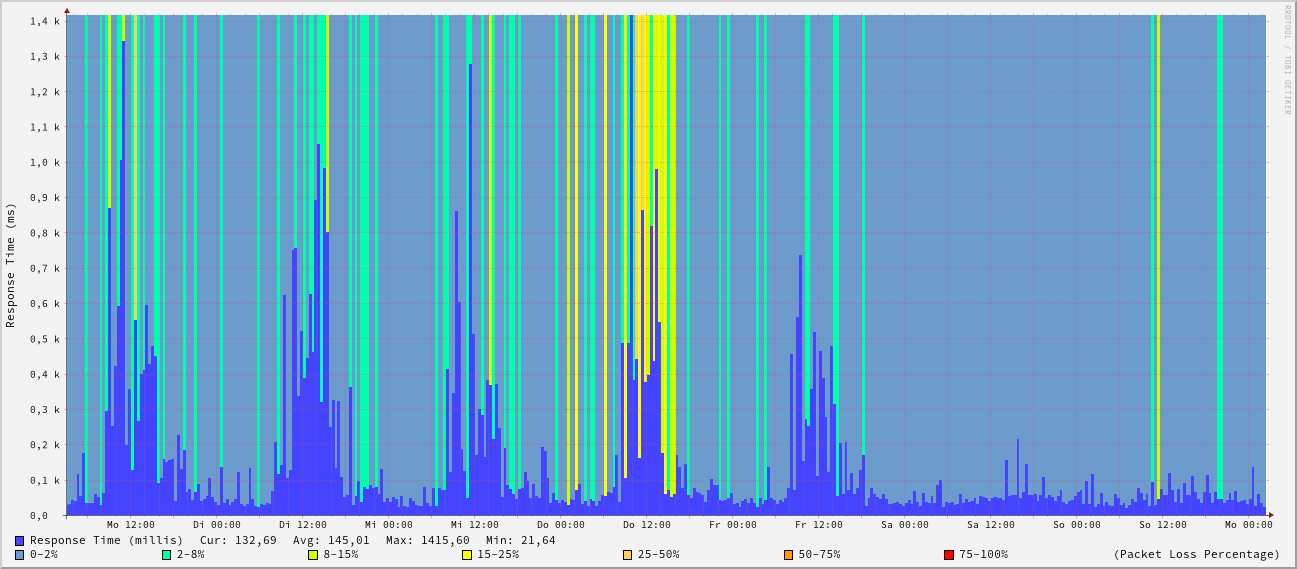 RRDTOOL / TOBI OETIKER
Response Time (ms)
1,4 k
1,3 k
1,2 k
1,1 k
1,0 k
0,9 k
0,8 k
0,7 k
0,6 k
0,5 k
0,4 k
0,3 k
0,2 k
0,1 k
0,0
Mo 12:00 Di 00:00 Di 12:00 Mi 00:00 Mi 12:00 Do 00:00 Do 12:00 Fr 00:00 Fr 12:00 Sa 00:00 Sa 12:00 So 00:00 So 12:00 Mo 00:00
Response Time (millis) Cur: 132,69 Avg: 145,01 Max: 1415,60 Min: 21,64
0-2% 2-8% 8-15% 15-25% 25-50% 50-75% 75-100% (Packet Loss Percentage)